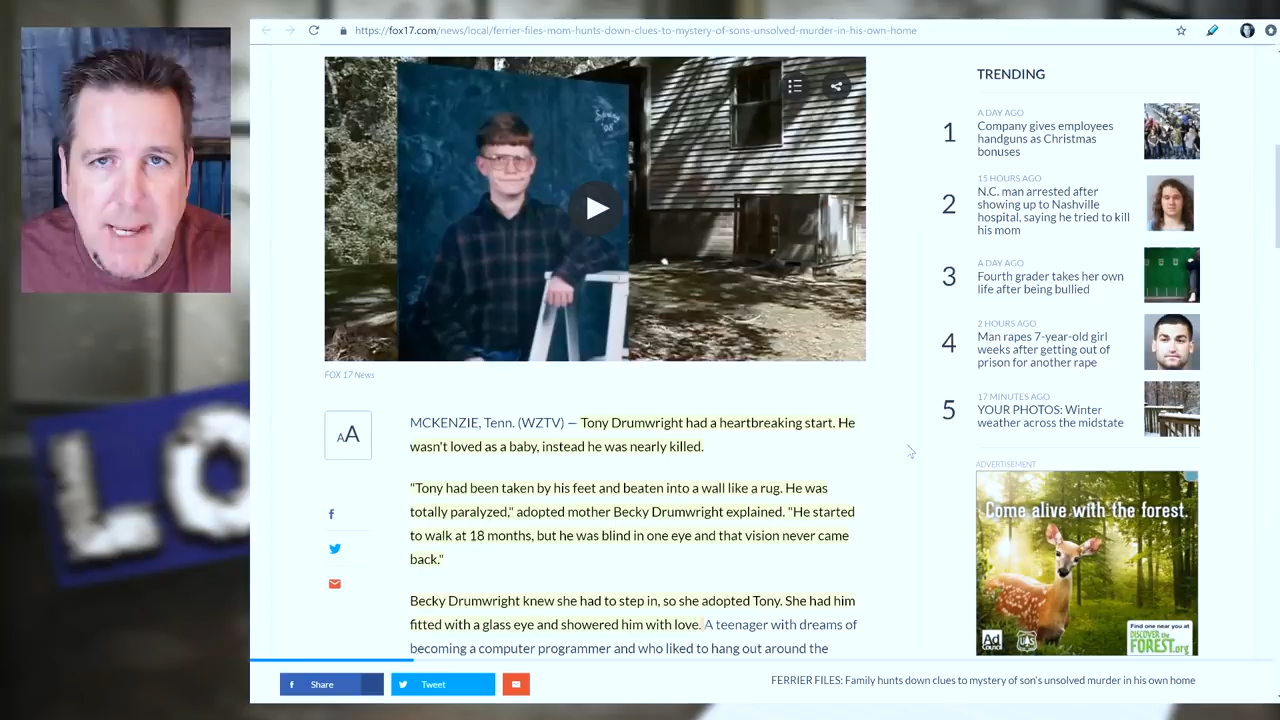 https://fox17.com/news/local/ferrier-files-mom-hunts-down-clues-to-mystery-of-sons-unsolved-murder-in-his-own-home
TRENDING
1
A DAY AGO
Company gives employees
handguns as Christmas
bonuses
2
15 HOURS AGO
N.C. man arrested after
showing up to Nashville
hospital, saying he tried to kill
his mom
3
A DAY AGO
Fourth grader takes her own
life after being bullied
4
2 HOURS AGO
Man rapes 7-year-old girl
weeks after getting out of
prison for another rape
5
17 MINUTES AGO
YOUR PHOTOS: Winter
weather across the midstate
ADVERTISEMENT
Come alive with the forest.
Ad
Find one near you at
DISCOVER the
FOREST.org
FOX 17 News
AA
MCKENZIE, Tenn. (WZTV) — Tony Drumwright had a heartbreaking start. He
wasn't loved as a baby, instead he was nearly killed.
"Tony had been taken by his feet and beaten into a wall like a rug. He was
totally paralyzed," adopted mother Becky Drumwright explained. "He started
to walk at 18 months, but he was blind in one eye and that vision never came
back."
Becky Drumwright knew she had to step in, so she adopted Tony. She had him
fitted with a glass eye and showered him with love. A teenager with dreams of
becoming a computer programmer and who liked to hang out around the
Share
Tweet
FERRIER FILES: Family hunts down clues to mystery of son's unsolved murder in his own home
LO